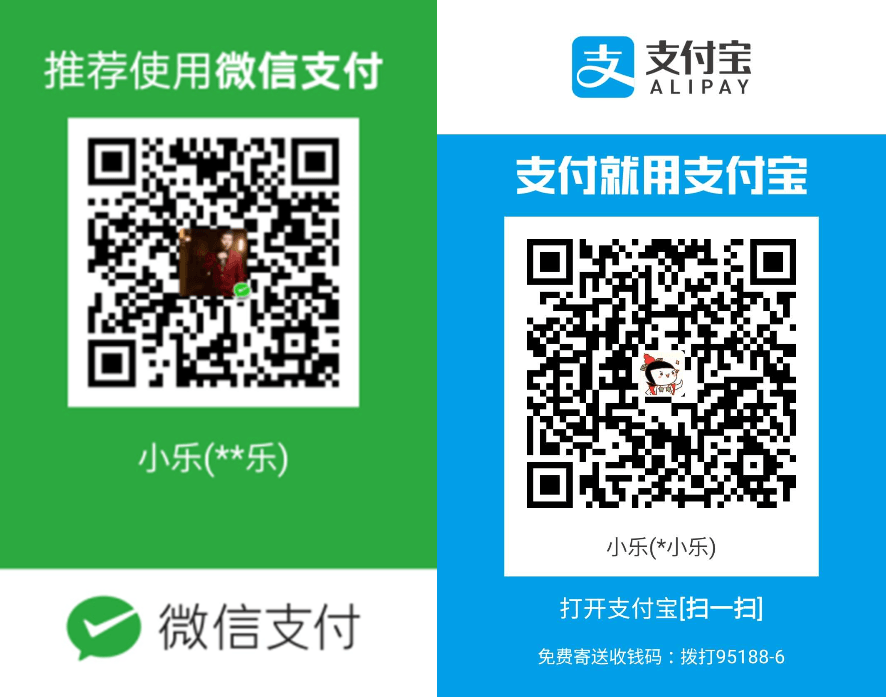 推荐使用微信支付
小乐(**乐)
微信支付
支付宝
ALIPAY
支付就用支付宝
小乐(*小乐)
打开支付宝[扫一扫]
免费寄送收钱码：拨打95188-6